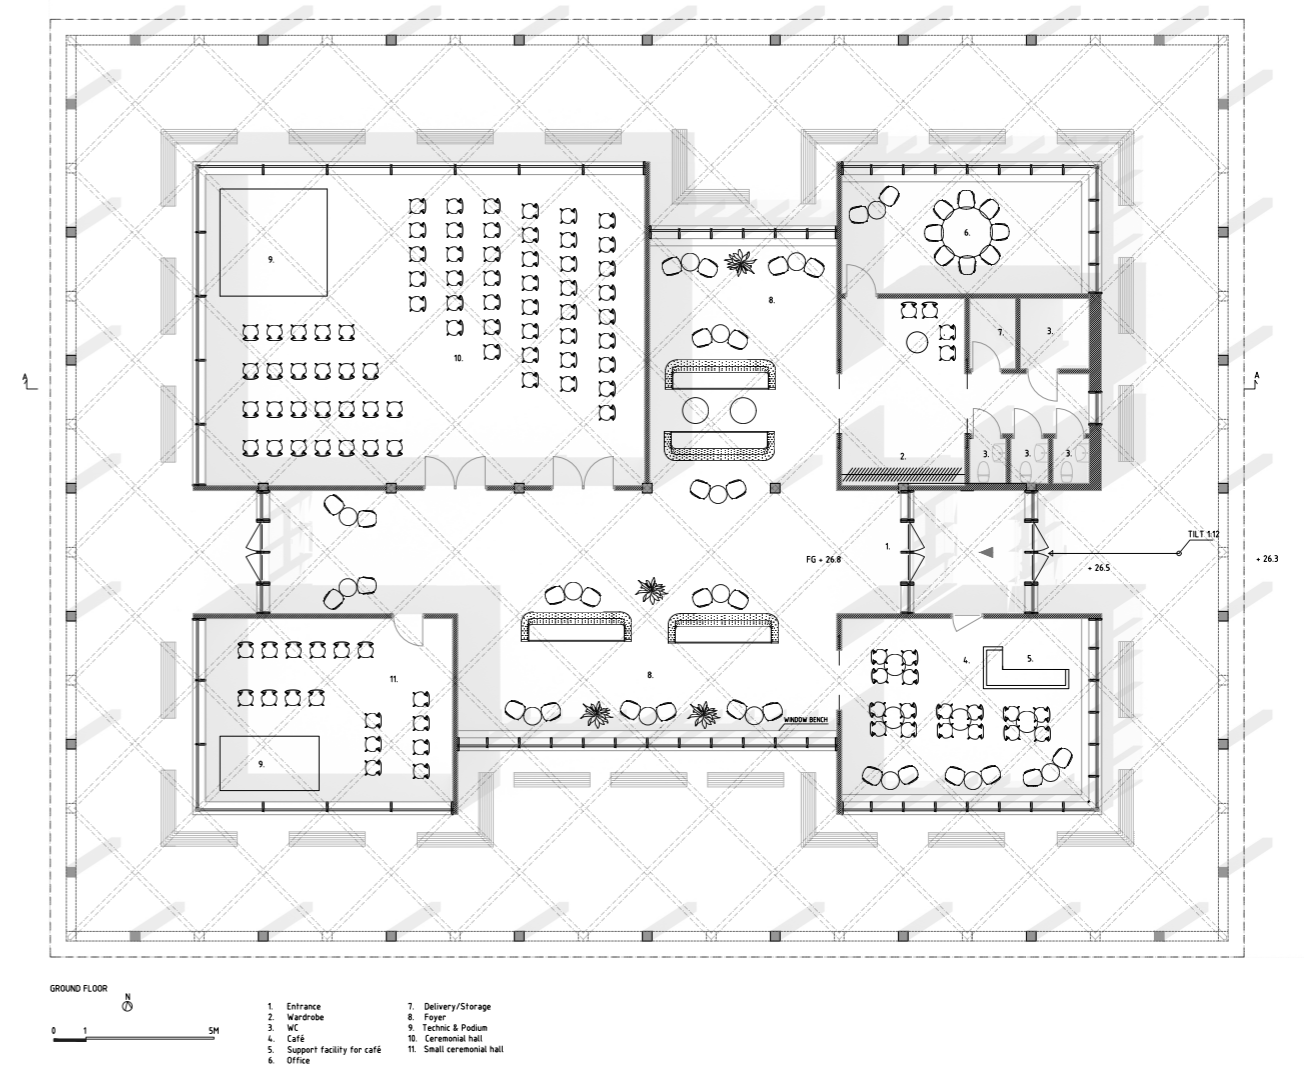 9.
6.
8.
7.
3.
10.
A
A
2.
3.
3.
3.
TILT 1:12
1.
FG + 26.8
+ 26.5
+ 26.3
4.
5.
11.
8.
WINDOW BENCH
9.
GROUND FLOOR
N
0 1 5M
1. Entrance
2. Wardrobe
3. WC
4. Café
5. Support facility for café
6. Office
7. Delivery/Storage
8. Foyer
9. Technic & Podium
10. Ceremonial hall
11. Small ceremonial hall